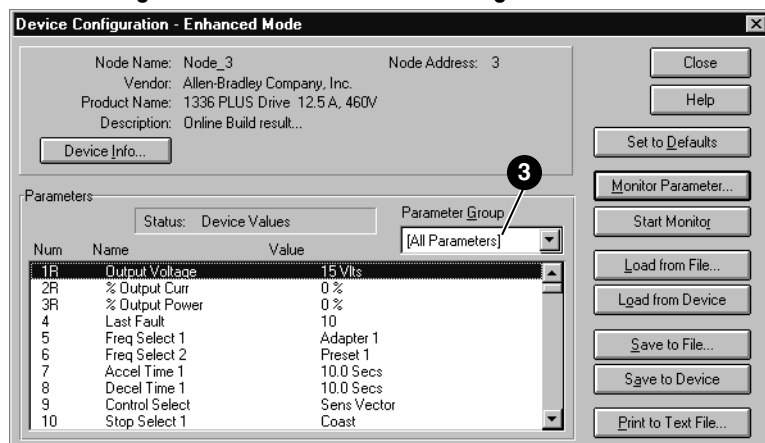 Device Configuration - Enhanced Mode
Node Name: Node_3 Node Address: 3
Vendor: Allen-Bradley Company, Inc.
Product Name: 1336 PLUS Drive 12.5 A, 460V
Description: Online Build result...
Device Info...
Close
Help
Set to Defaults
Monitor Parameter...
Start Monitor
Load from File...
Load from Device
Save to File...
Save to Device
Print to Text File...
3
Parameters
Status: Device Values
Parameter Group
[All Parameters]
Num Name Value
1R Output Voltage 15 Vlts
2R % Output Curr 0 %
3R % Output Power 0 %
4 Last Fault 10
5 Freq Select 1 Adapter 1
6 Freq Select 2 Preset 1
7 Accel Time 1 10.0 Secs
8 Decel Time 1 10.0 Secs
9 Control Select Sens Vector
10 Stop Select 1 Coast